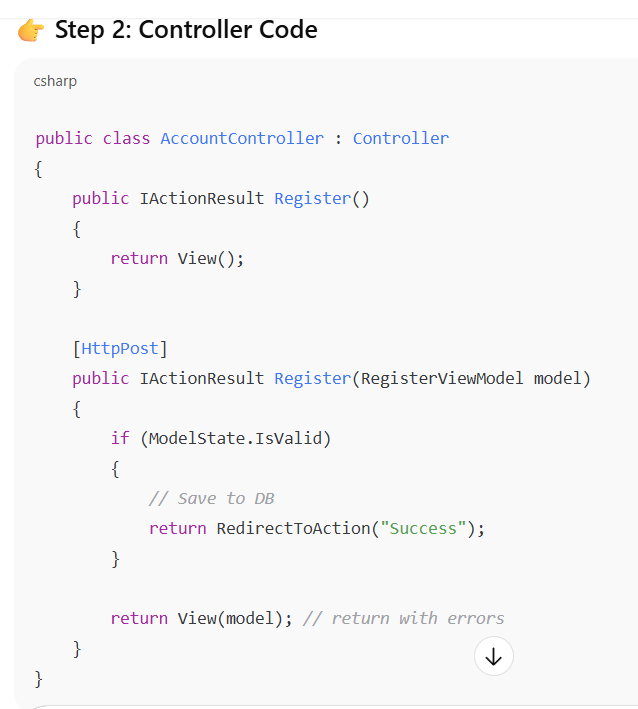 👉 Step 2: Controller Code
csharp
public class AccountController : Controller
{
    public IActionResult Register()
    {
        return View();
    }

    [HttpPost]
    public IActionResult Register(RegisterViewModel model)
    {
        if (ModelState.IsValid)
        {
            // Save to DB
            return RedirectToAction("Success");
        }

        return View(model); // return with errors
    }
}